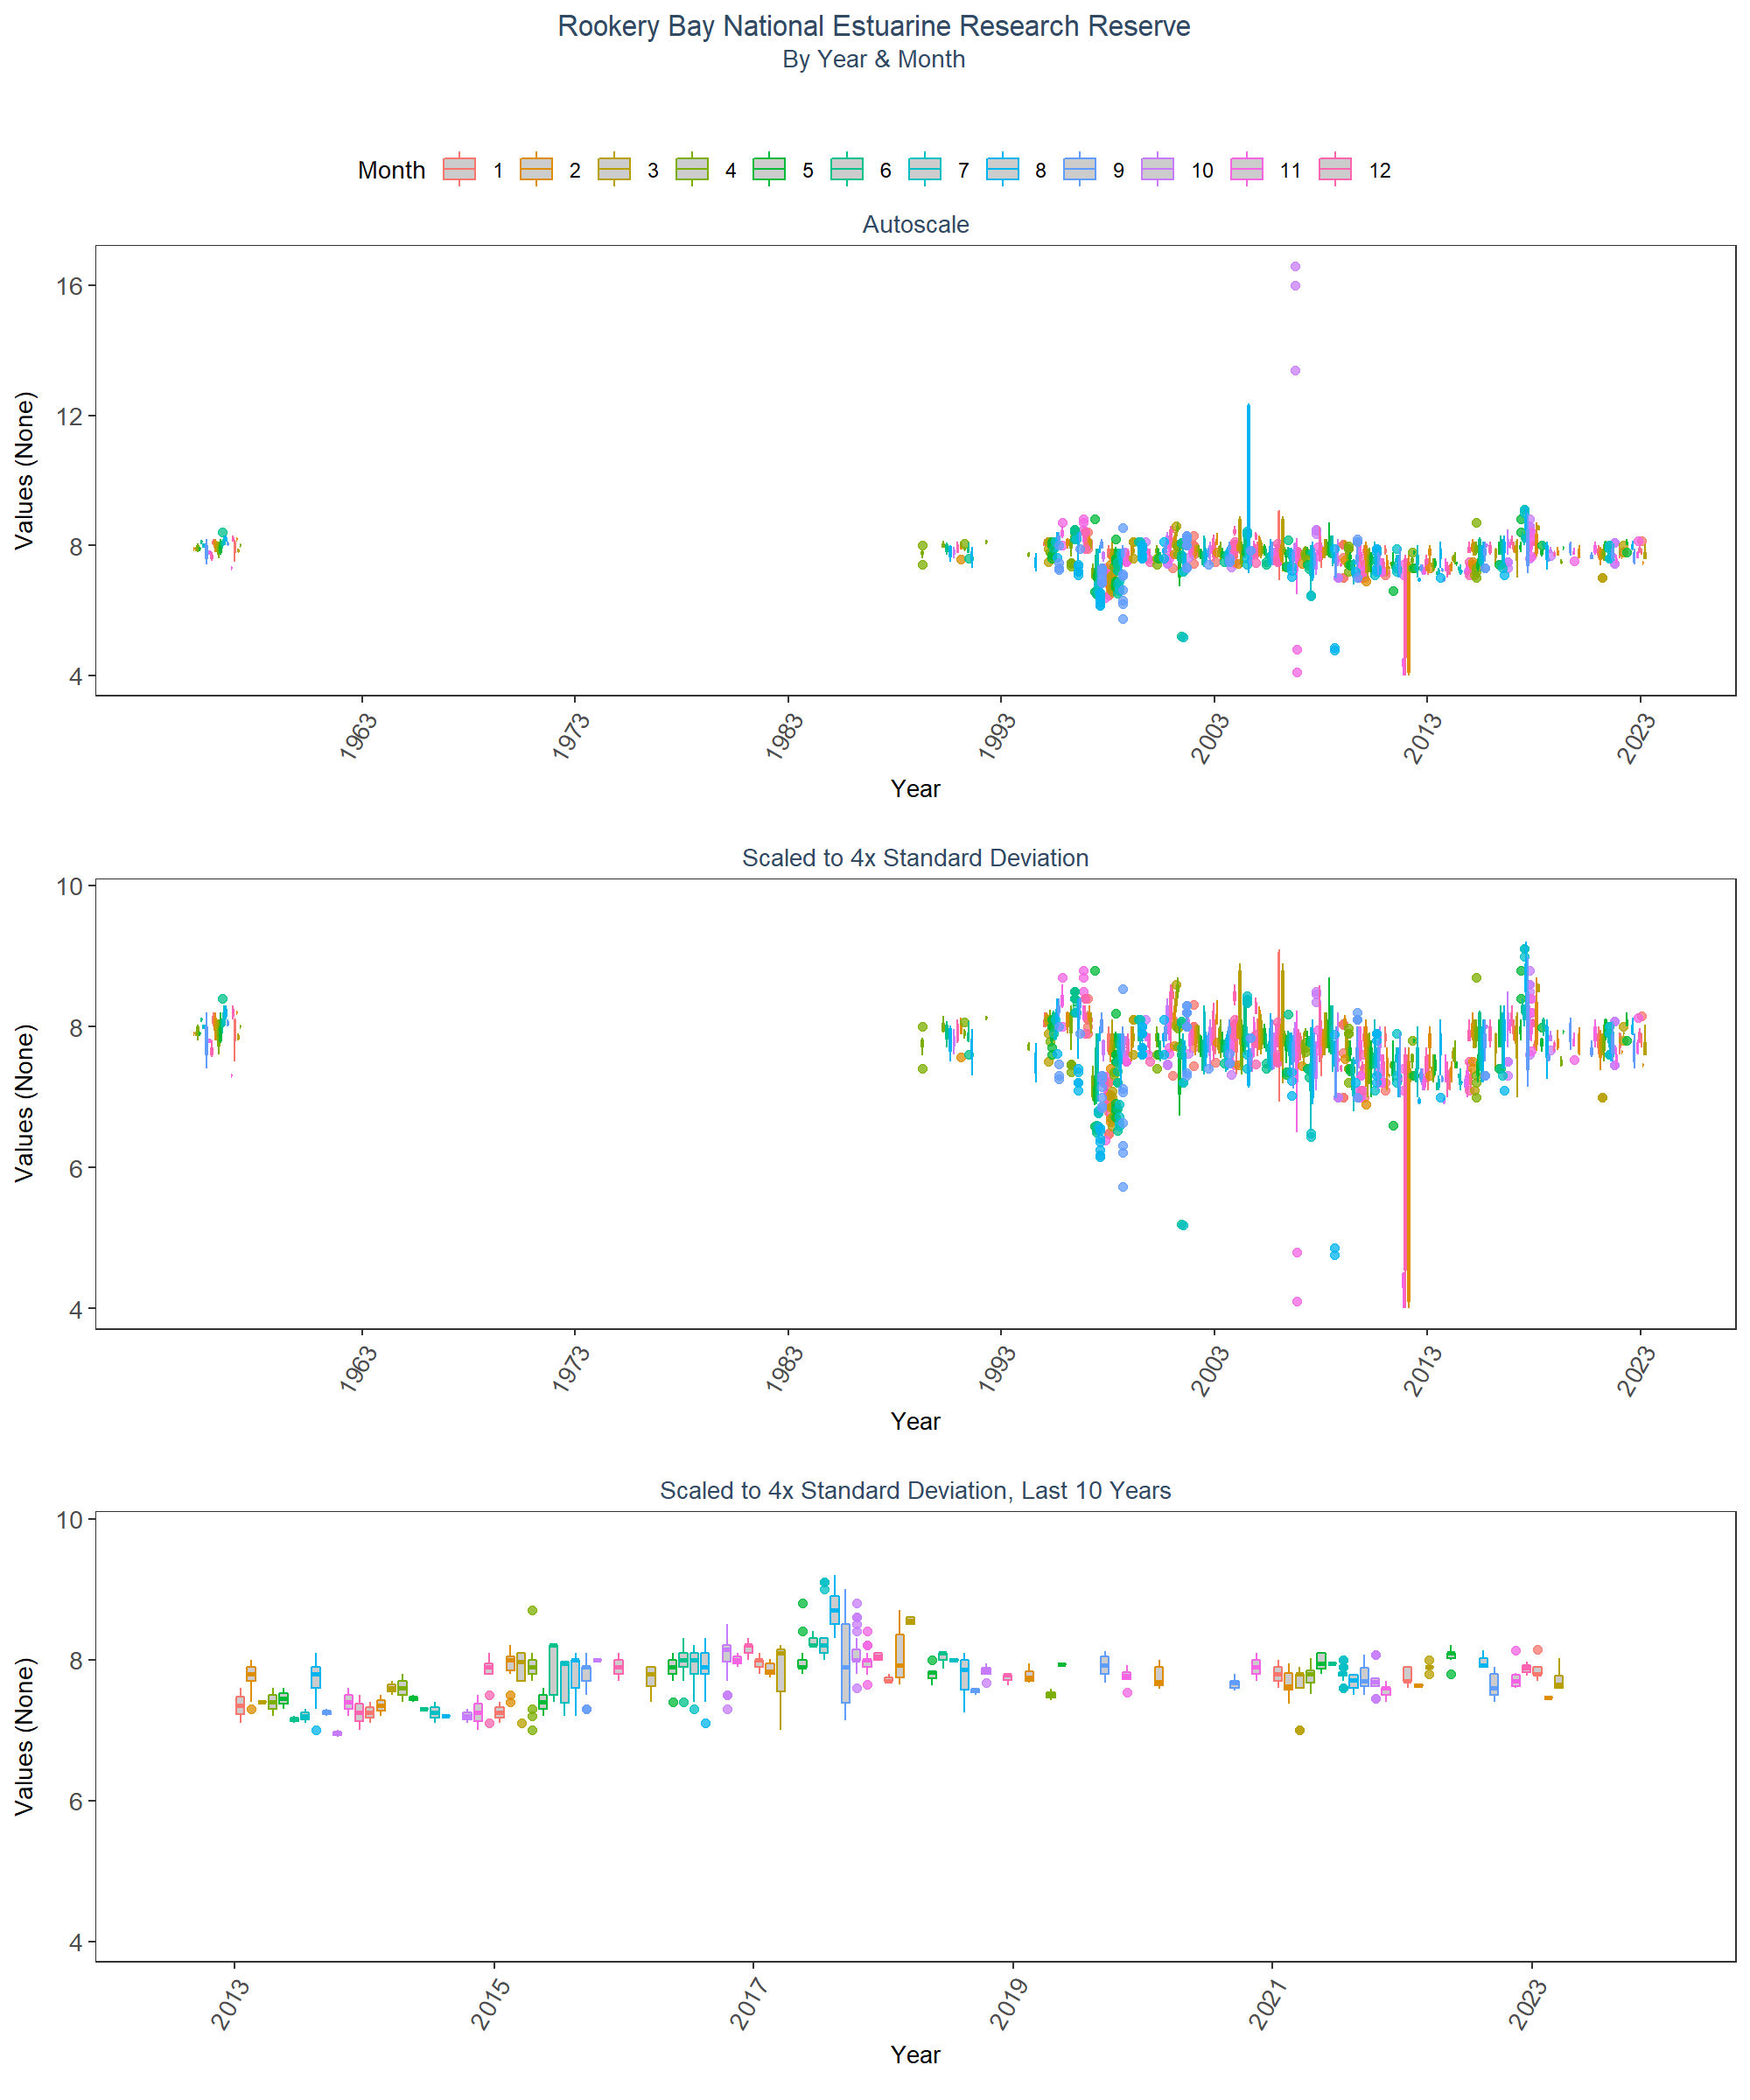 Rookery Bay National Estuarine Research Reserve
By Year & Month
Month 1 2 3 4 5 6 7 8 9 10 11 12
Autoscale
Values (None)
16
12
8
4
1963 1973 1983 1993 2003 2013 2023
Year
Scaled to 4x Standard Deviation
Values (None)
10
8
6
4
1963 1973 1983 1993 2003 2013 2023
Year
Scaled to 4x Standard Deviation, Last 10 Years
Values (None)
10
8
6
4
2013 2015 2017 2019 2021 2023
Year